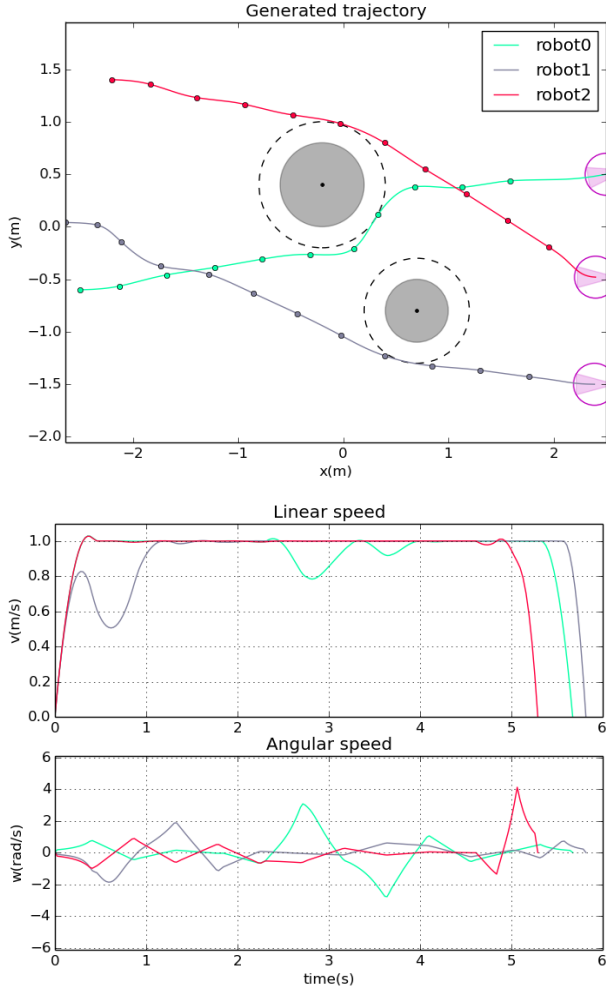 Generated trajectory
robot0
robot1
robot2
1.5
1.0
0.5
0.0
−0.5
−1.0
−1.5
−2.0
y(m)
−2 −1 0 1 2
x(m)
Linear speed
1.0
0.8
0.6
0.4
0.2
0.0
v(m/s)
0 1 2 3 4 5 6
Angular speed
6
4
2
0
−2
−4
−6
w(rad/s)
0 1 2 3 4 5 6
time(s)